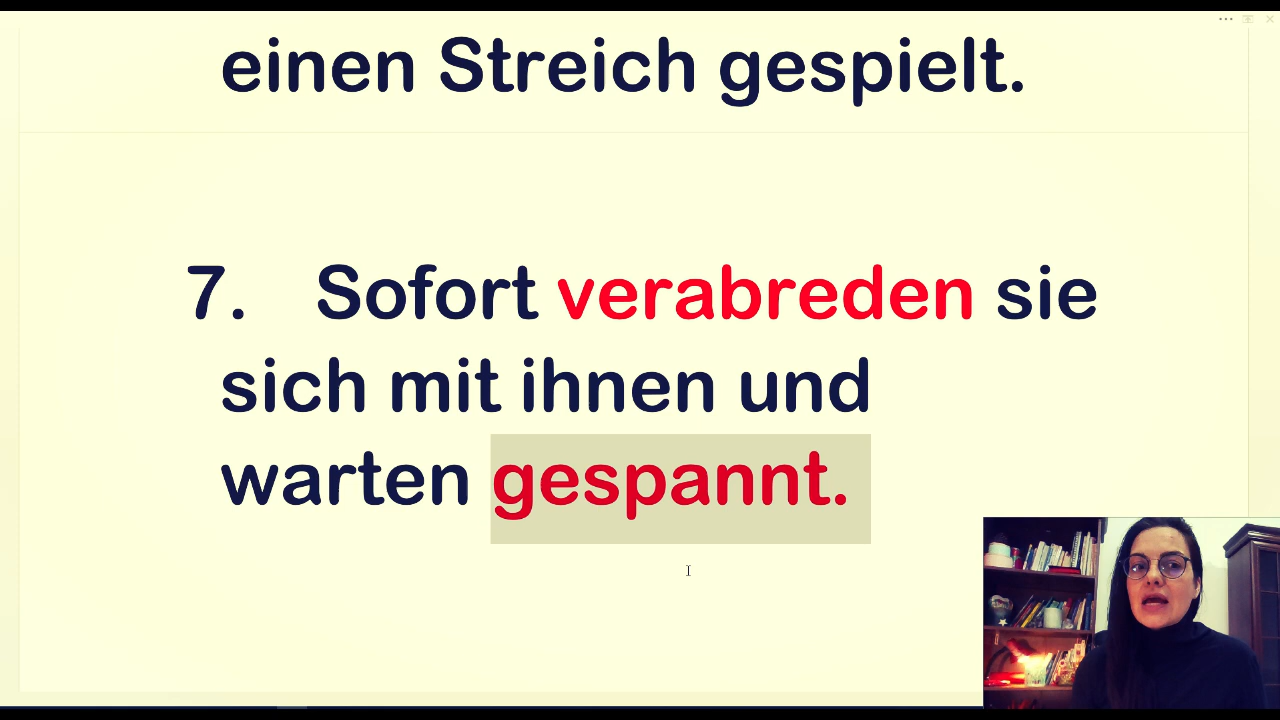 einen Streich gespielt.
7. Sofort verabreden sie
sich mit ihnen und
warten gespannt.